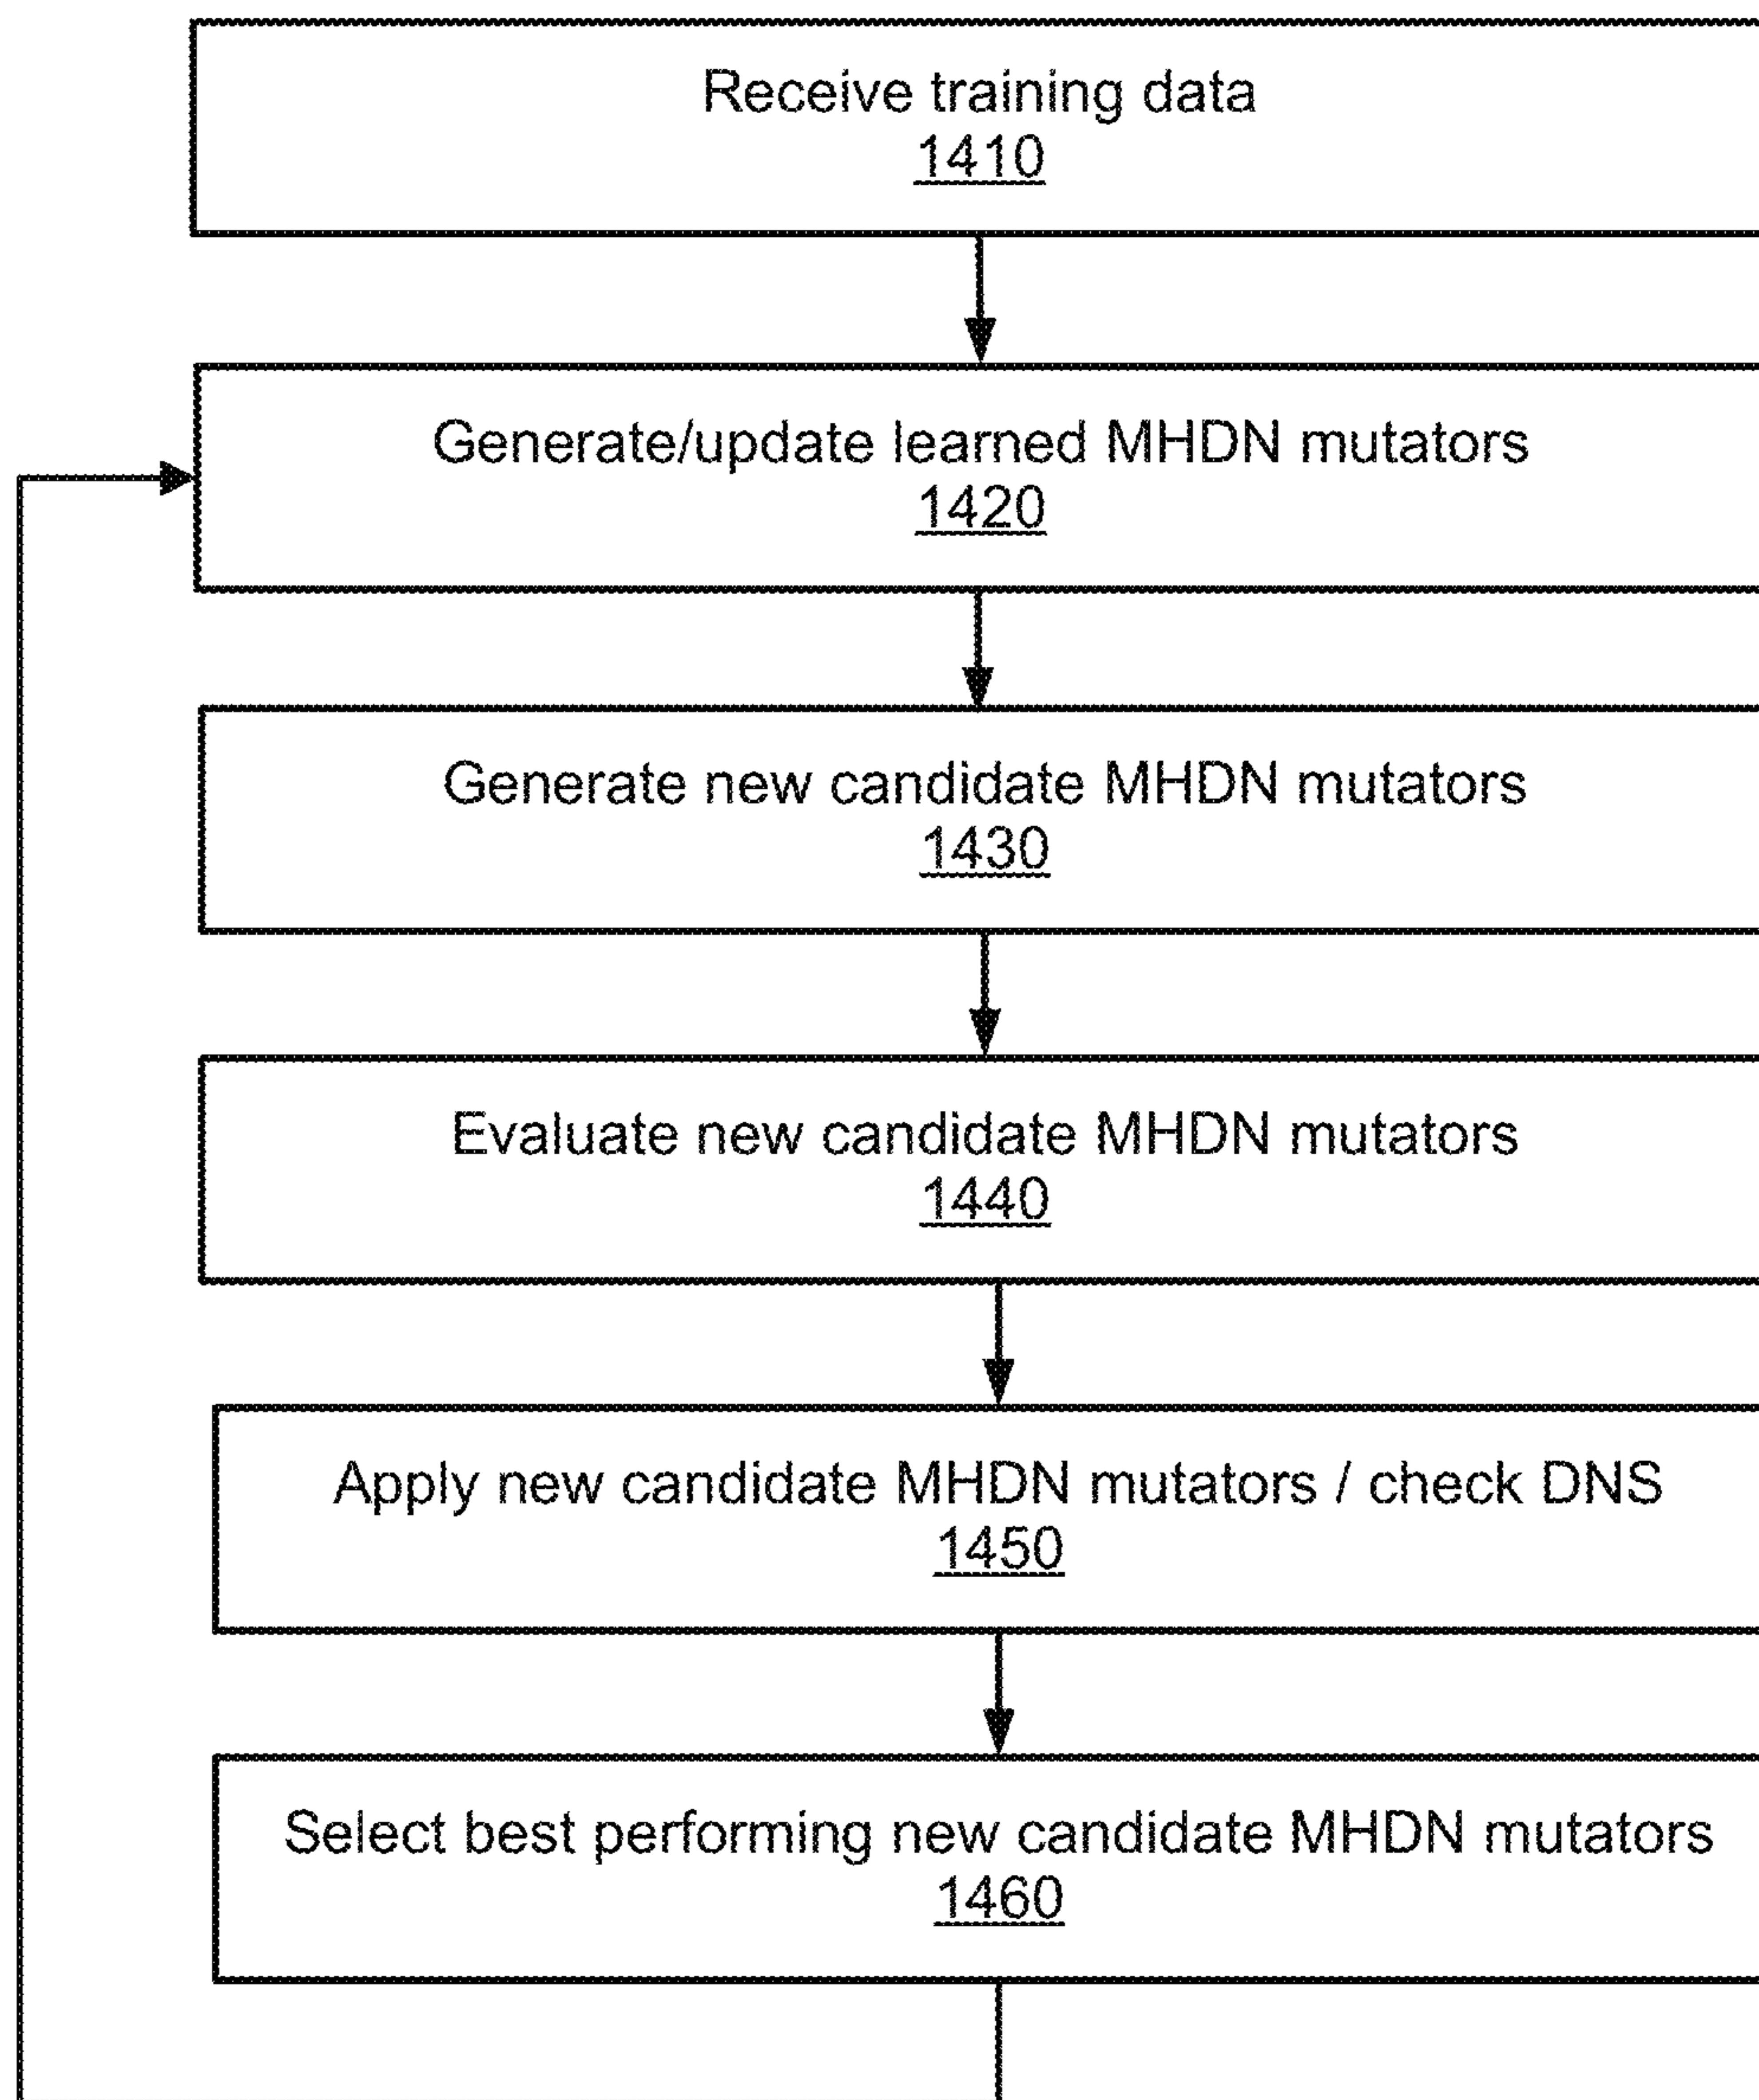 Receive training data
1410
Generate/update learned MHDN mutators
1420
Generate new candidate MHDN mutators
1430
Evaluate new candidate MHDN mutators
1440
Apply new candidate MHDN mutators / check DNS
1450
Select best performing new candidate MHDN mutators
1460